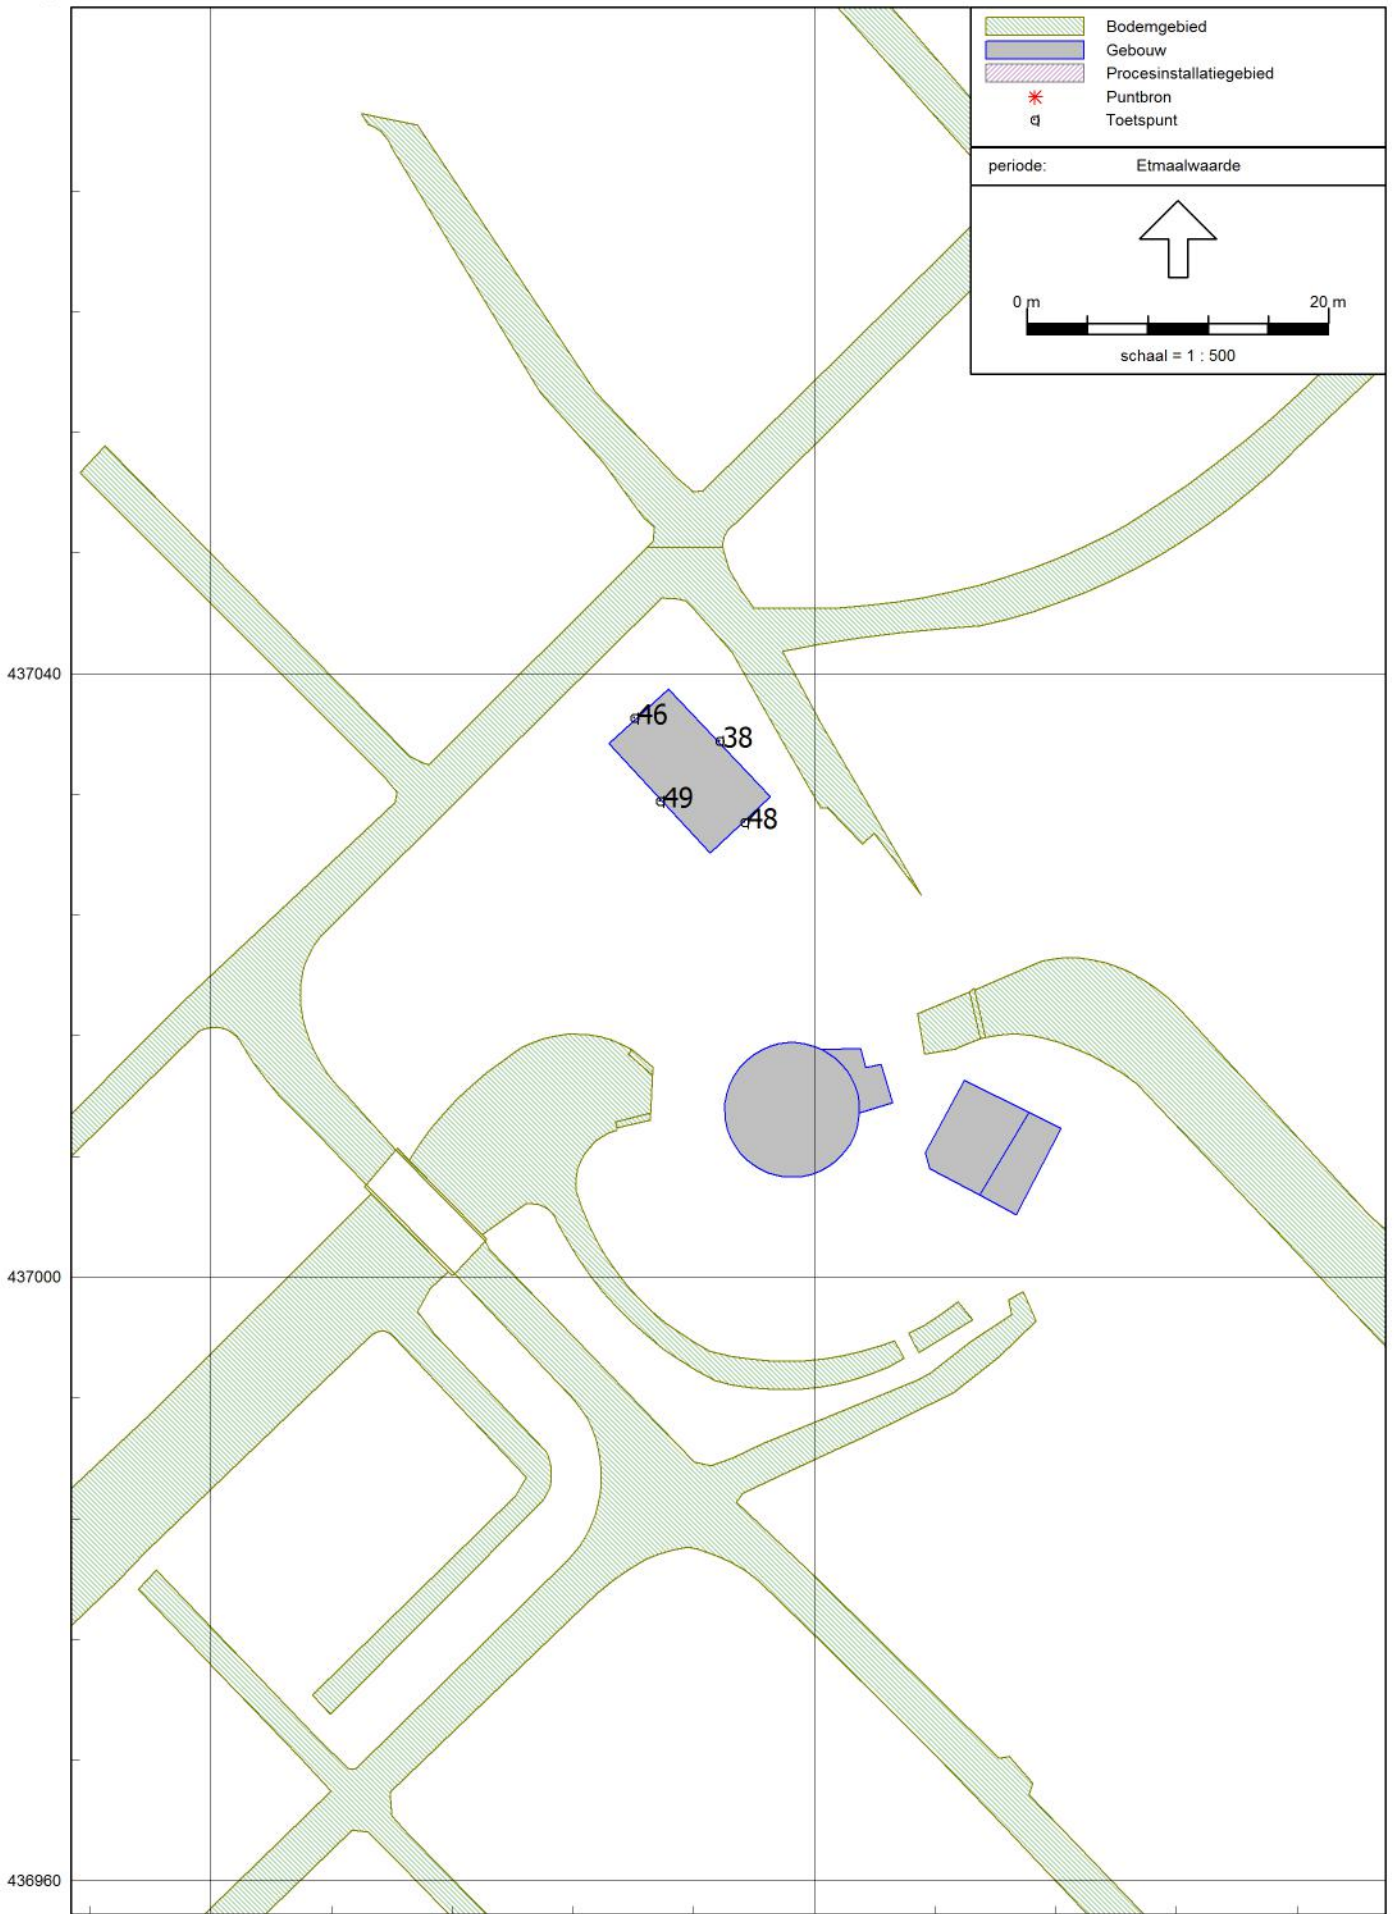 Bodemgebied
Gebouw
Procesinstallatiegebied
Puntbron
Toetspunt
periode: Etmaalwaarde
0 m 20 m
schaal = 1 : 500
437040
46
38
49
48
437000
436960